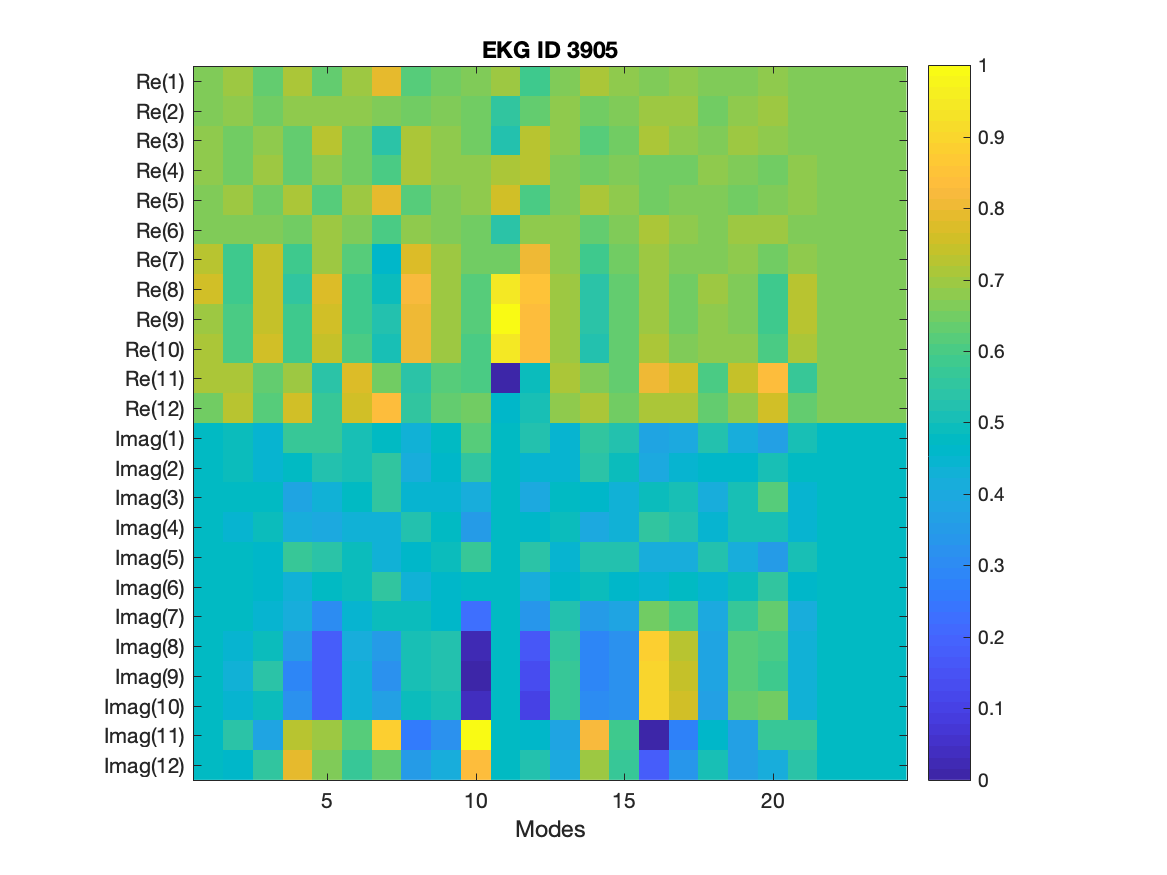 EKG ID 3905
Re(1)
Re(2)
Re(3)
Re(4)
Re(5)
Re(6)
Re(7)
Re(8)
Re(9)
Re(10)
Re(11)
Re(12)
Imag(1)
Imag(2)
Imag(3)
Imag(4)
Imag(5)
Imag(6)
Imag(7)
Imag(8)
Imag(9)
Imag(10)
Imag(11)
Imag(12)
5 10 15 20
Modes
1
0.9
0.8
0.7
0.6
0.5
0.4
0.3
0.2
0.1
0